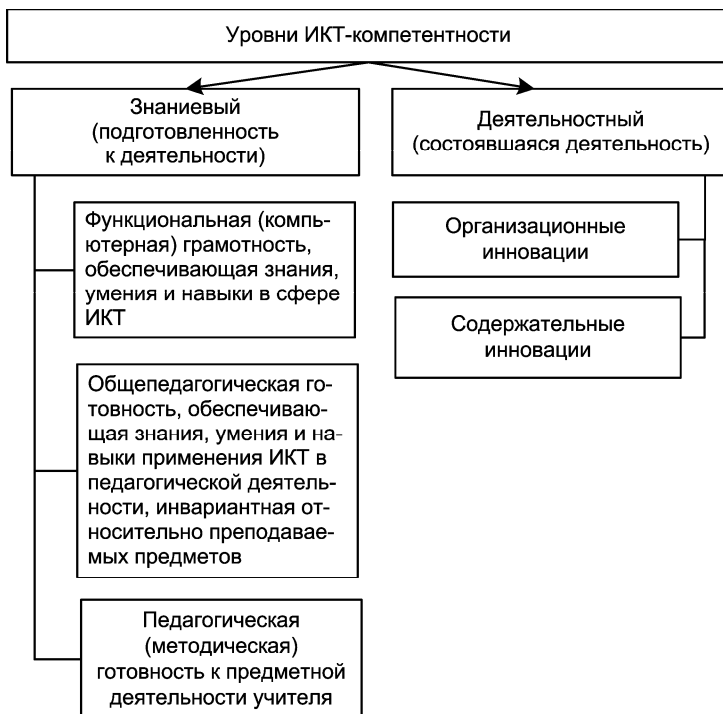 Уровни ИКТ-компетентности
Знаниевый
(подготовленность
к деятельности)
Деятельностный
(состоявшаяся деятельность)
Функциональная (компь-
ютерная) грамотность,
обеспечивающая знания,
умения и навыки в сфере
ИКТ
Общепедагогическая го-
товность, обеспечиваю-
щая знания, умения и на-
выки применения ИКТ в
педагогической деятель-
ности, инвариантная от-
носительно преподавае-
мых предметов
Педагогическая
(методическая)
готовность к предметной
деятельности учителя
Организационные
инновации
Содержательные
инновации